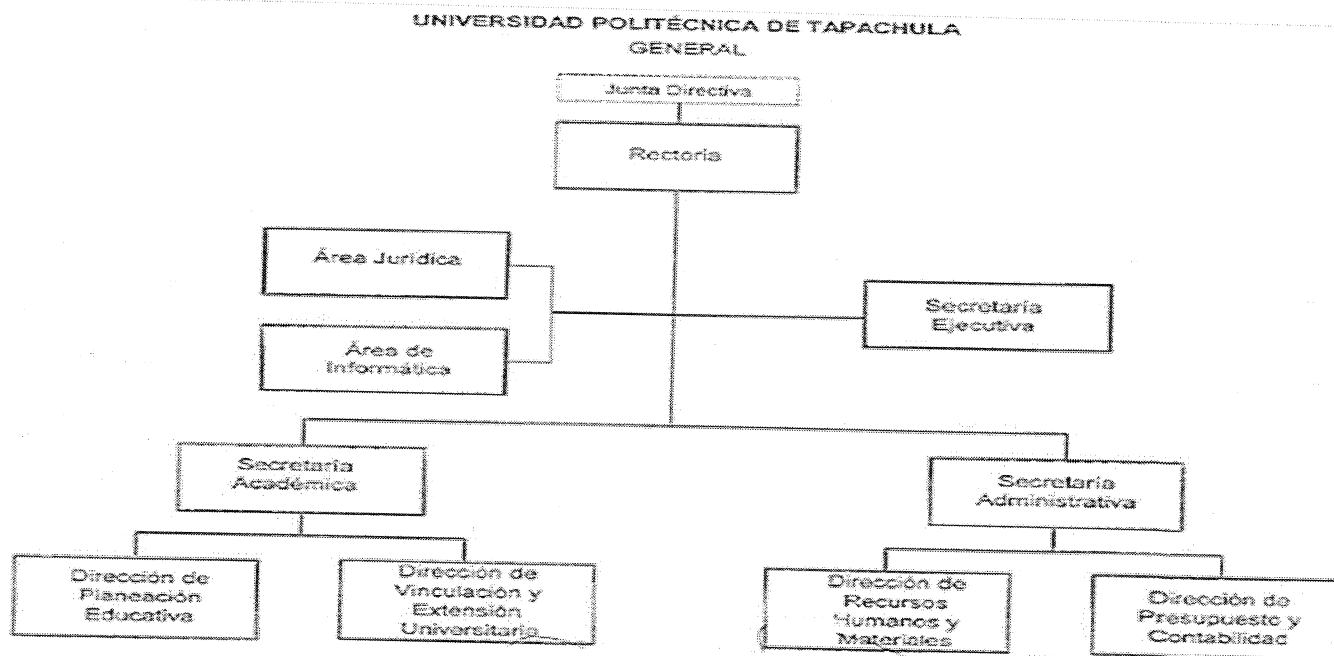 UNIVERSIDAD POLITÉCNICA DE TAPACHULA
GENERAL
Junta Directiva
Rectoría
Área Jurídica
Secretaría
Ejecutiva
Área de
Informática
Secretaría
Académica
Secretaría
Administrativa
Dirección de
Planeación
Educativa
Dirección de
Vinculación y
Extensión
Universitaria
Dirección de
Recursos
Humanos y
Materiales
Dirección de
Presupuesto y
Contabilidad